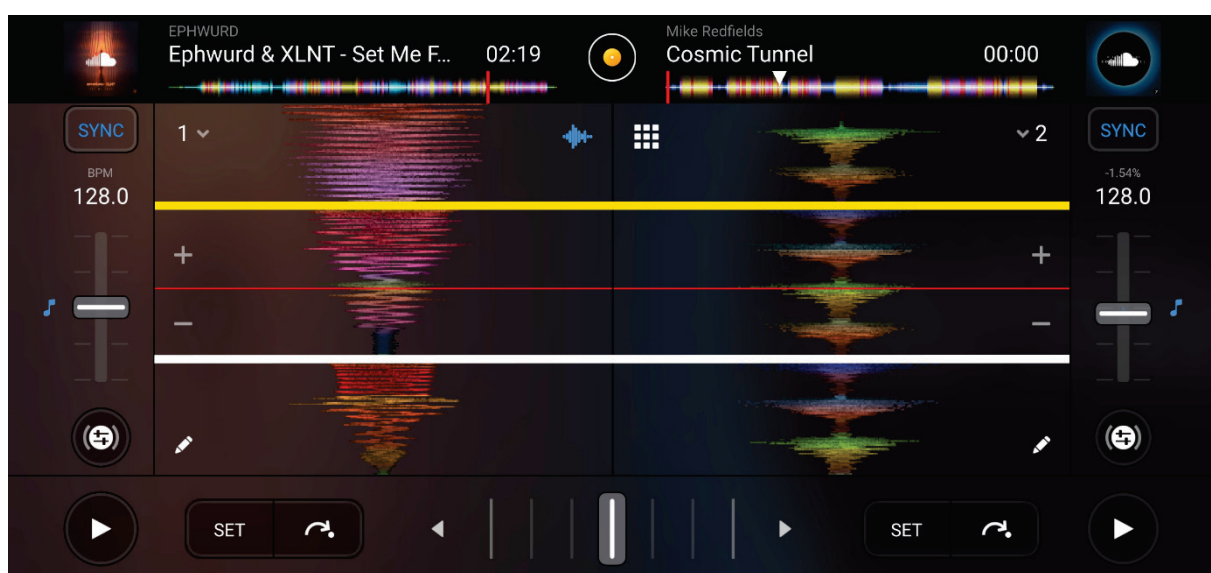 EPHWURD
Ephwurd & XLNT - Set Me F... 02:19
Mike Redfields
Cosmic Tunnel 00:00
SYNC
1
2
SYNC
BPM
128.0
-1.54%
128.0
+
+
−
−
SET
SET